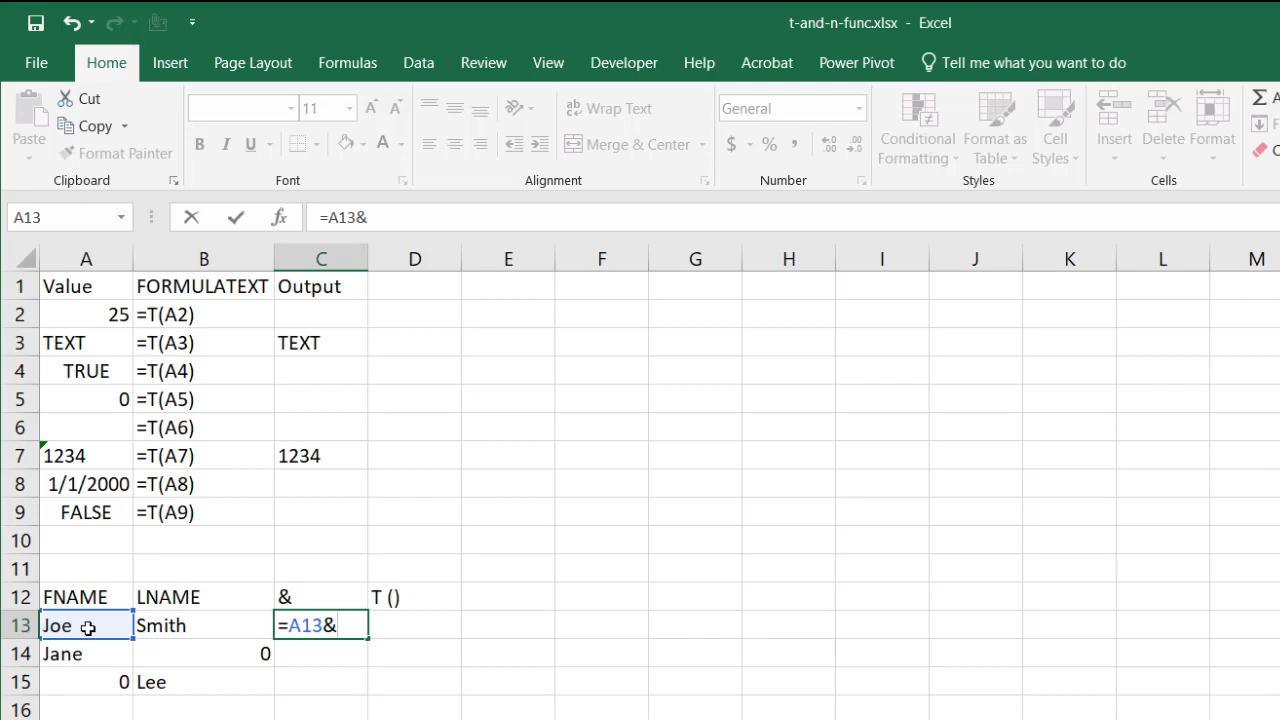 t-and-n-func.xlsx - Excel
File Home Insert Page Layout Formulas Data Review View Developer Help Acrobat Power Pivot Tell me what you want to do
Cut
Copy
Format Painter
Paste
Clipboard
11
B I U A
Font
Wrap Text
Merge & Center
Alignment
General
$ % ,
Number
Conditional Formatting
Format as Table
Cell Styles
Styles
Insert Delete Format
Cells
A13 fx =A13&
A B C D E F G H I J K L M
1 Value FORMULATEXT Output
2 25 =T(A2)
3 TEXT =T(A3) TEXT
4 TRUE =T(A4)
5 0 =T(A5)
6 =T(A6)
7 1234 =T(A7) 1234
8 1/1/2000 =T(A8)
9 FALSE =T(A9)
10
11
12 FNAME LNAME & T ()
13 Joe Smith =A13&
14 Jane 0
15 0 Lee
16